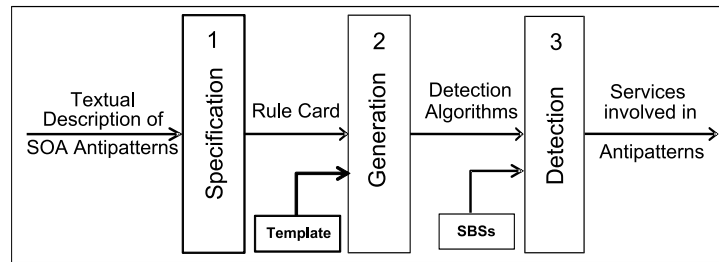 1
2
3
Textual
Description of
SOA Antipatterns
Specification
Rule Card
Template
Generation
Detection
Algorithms
SBSs
Detection
Services
involved in
Antipatterns